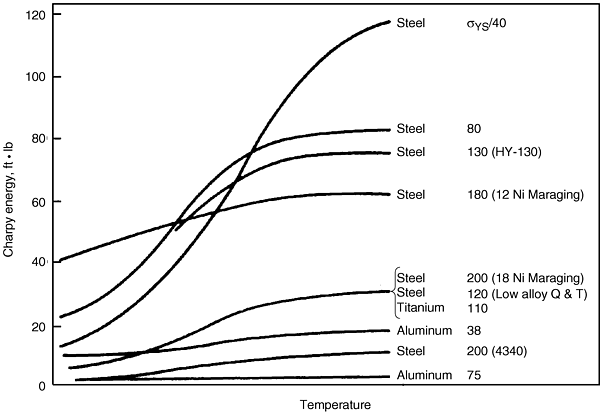 120
Steel σYS/40
100
Steel 80
80
Steel 130 (HY-130)
Steel 180 (12 Ni Maraging)
60
Charpy energy, ft • lb
40
Steel 200 (18 Ni Maraging)
Steel 120 (Low alloy Q & T)
Titanium 110
20
Aluminum 38
Steel 200 (4340)
Aluminum 75
0
Temperature